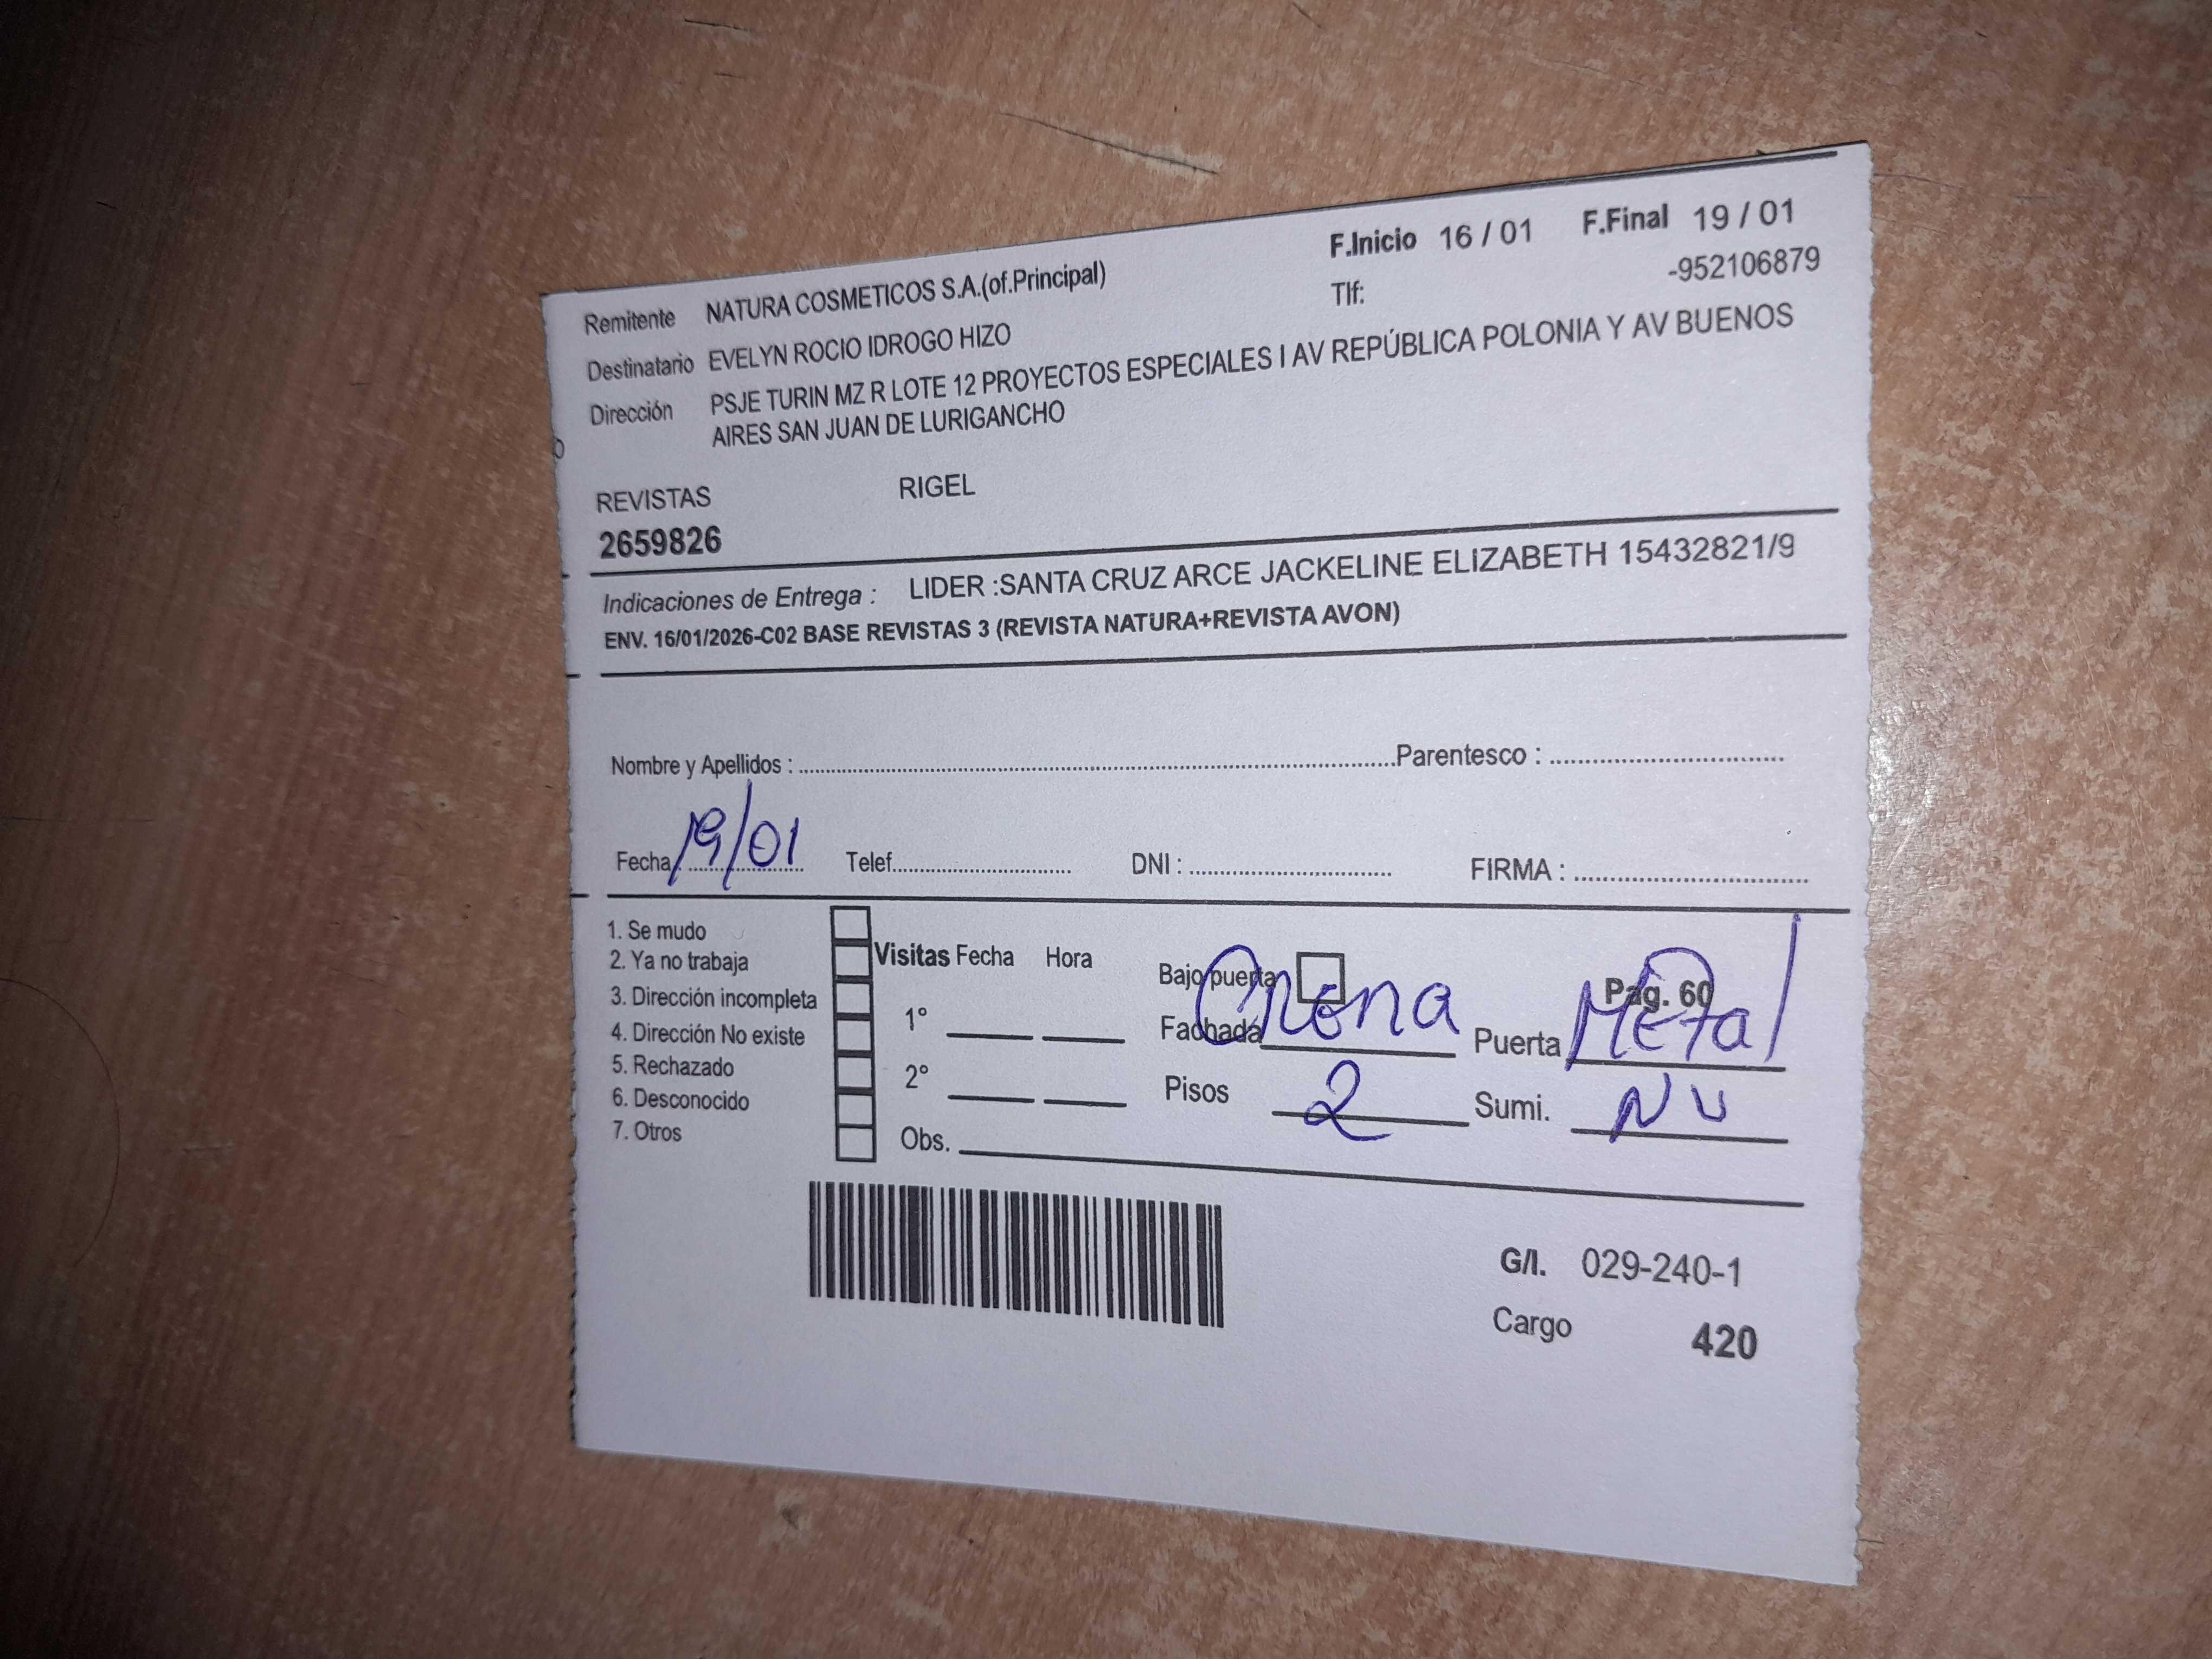 F.Inicio 16 / 01 F.Final 19 / 01
Remitente NATURA COSMETICOS S.A.(of.Principal) Tlf: -952106879
Destinatario EVELYN ROCIO IDROGO HIZO
Dirección PSJE TURIN MZ R LOTE 12 PROYECTOS ESPECIALES I AV REPÚBLICA POLONIA Y AV BUENOS
AIRES SAN JUAN DE LURIGANCHO
REVISTAS RIGEL
2659826
Indicaciones de Entrega : LIDER :SANTA CRUZ ARCE JACKELINE ELIZABETH 15432821/9
ENV. 16/01/2026-C02 BASE REVISTAS 3 (REVISTA NATURA+REVISTA AVON)
Nombre y Apellidos : Parentesco :
Fecha 19/01 Telef. DNI : FIRMA :
1. Se mudo
2. Ya no trabaja
3. Dirección incompleta
4. Dirección No existe
5. Rechazado
6. Desconocido
7. Otros
Visitas Fecha Hora
1°
2°
Obs.
Bajo puerta Pag. 60
Fachada Crema Puerta Metal
Pisos 2 Sumi.
G/I. 029-240-1
Cargo 420